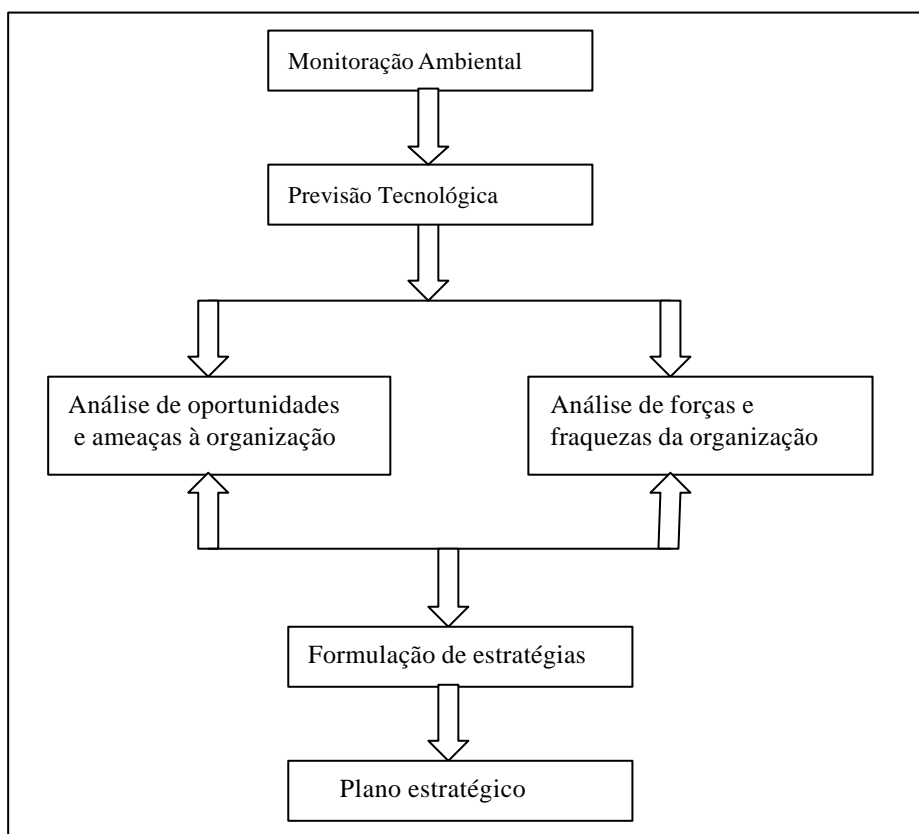 Monitoração Ambiental
Previsão Tecnológica
Análise de oportunidades
e ameaças à organização
Análise de forças e
fraquezas da organização
Formulação de estratégias
Plano estratégico